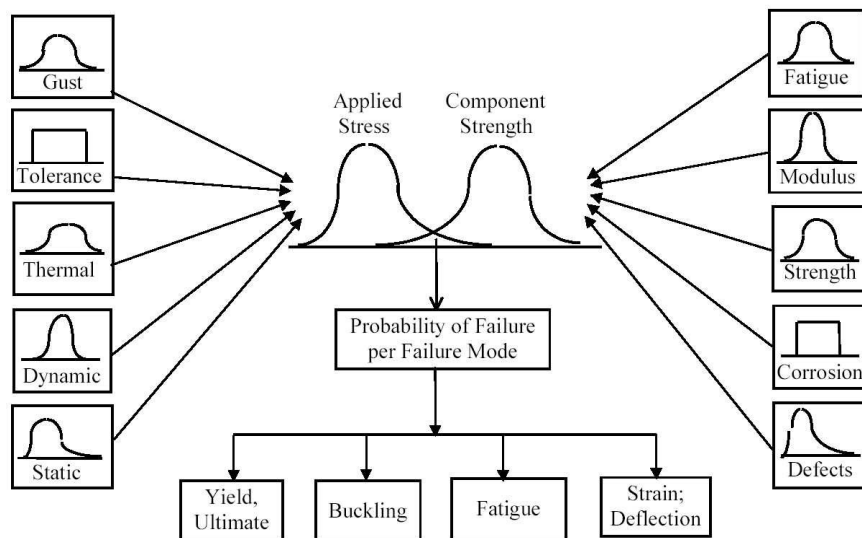 Gust
Tolerance
Thermal
Dynamic
Static
Applied
Stress
Component
Strength
Probability of Failure
per Failure Mode
Yield,
Ultimate
Buckling
Fatigue
Strain;
Deflection
Fatigue
Modulus
Strength
Corrosion
Defects